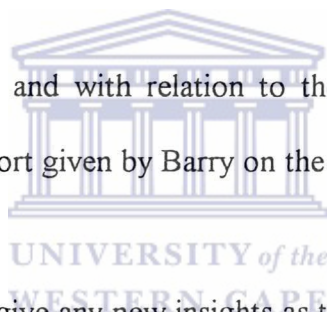 and with relation to th
ort given by Barry on the
UNIVERSITY of the
give any new insights as t
WESTERN CAPE